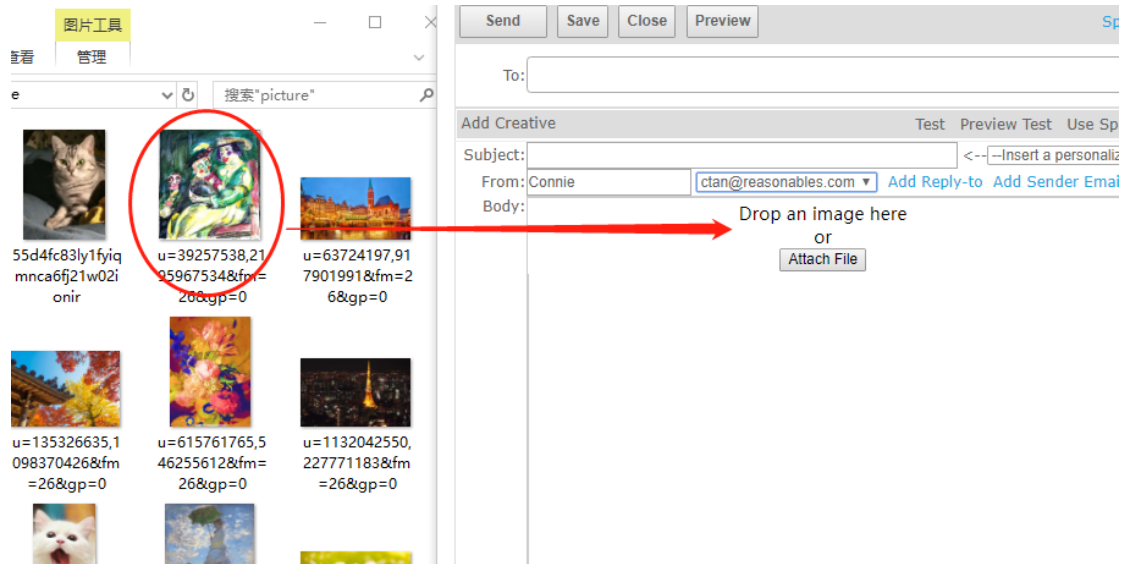 图片工具
查看 管理
e
搜索"picture"
55d4fc83ly1fyiq
mnca6fj21w02i
onir
u=39257538,21
95967534&fm=
26&gp=0
u=63724197,91
7901991&fm=2
6&gp=0
u=135326635,1
098370426&fm
=26&gp=0
u=615761765,5
46255612&fm=
26&gp=0
u=1132042550,
227771183&fm
=26&gp=0
Send Save Close Preview Sp
To:
Add Creative Test Preview Test Use Sp
Subject: <-- --Insert a personaliz
From: Connie ctan@reasonables.com Add Reply-to Add Sender Emai
Body:
Drop an image here
or
Attach File